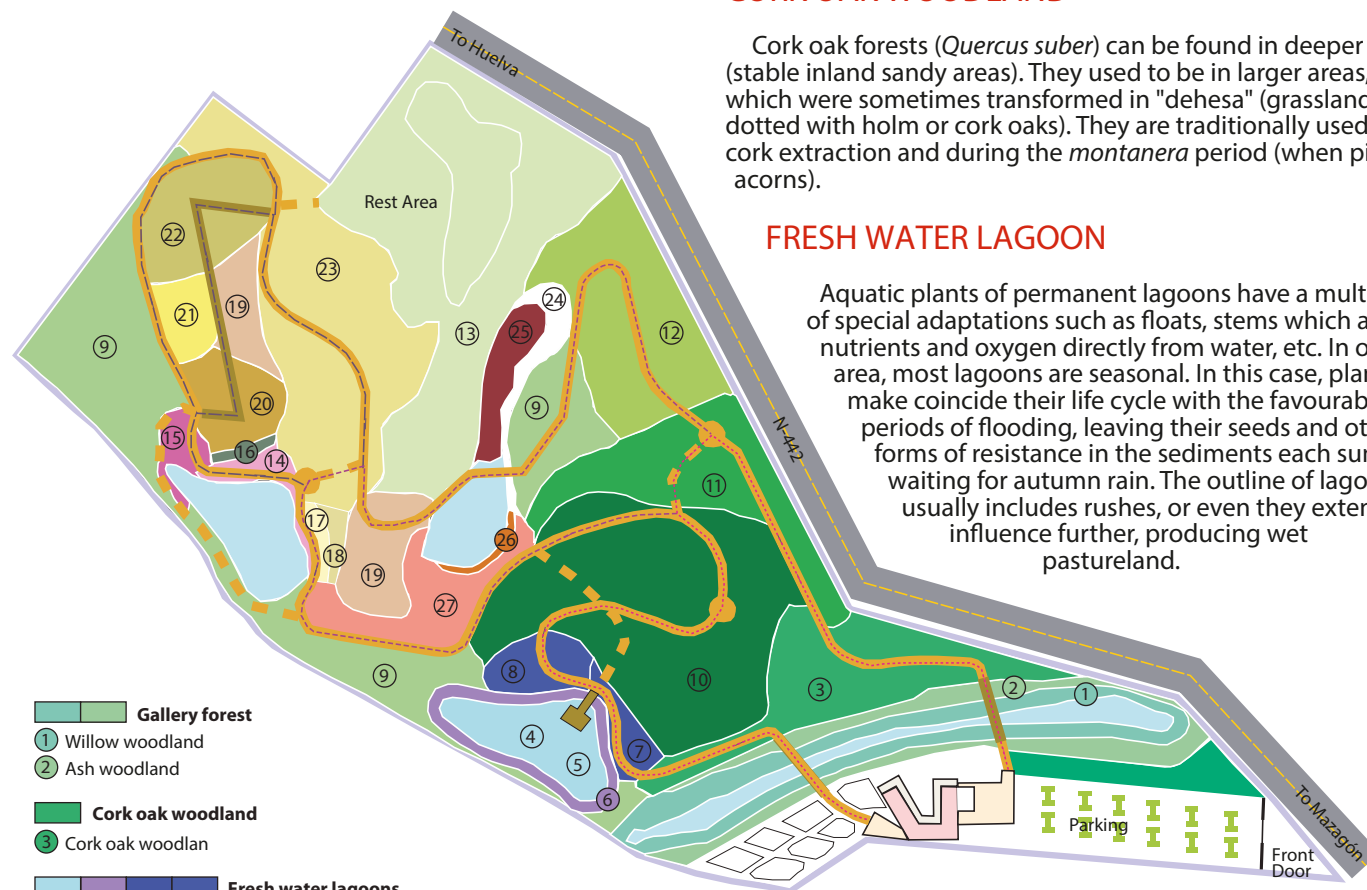 CORK OAK WOODLAND
Cork oak forests (Quercus suber) can be found in deeper
(stable inland sandy areas). They used to be in larger areas,
which were sometimes transformed in "dehesa" (grassland
dotted with holm or cork oaks). They are traditionally used
cork extraction and during the montanera period (when pi
acorns).
FRESH WATER LAGOON
Aquatic plants of permanent lagoons have a mult
of special adaptations such as floats, stems which a
nutrients and oxygen directly from water, etc. In o
area, most lagoons are seasonal. In this case, plan
make coincide their life cycle with the favourab
periods of flooding, leaving their seeds and ot
forms of resistance in the sediments each sum
waiting for autumn rain. The outline of lago
usually includes rushes, or even they exten
influence further, producing wet
pastureland.
To Huelva
Rest Area
22
23
19
21
9
20
15
16
14
13
24
25
12
9
N-442
11
17
18
26
19
27
9
8
10
3
2
1
4
5
7
6
Parking
To Mazagón
Front
Door
Gallery forest
1 Willow woodland
2 Ash woodland
Cork oak woodland
3 Cork oak woodlan
Fresh water lagoons